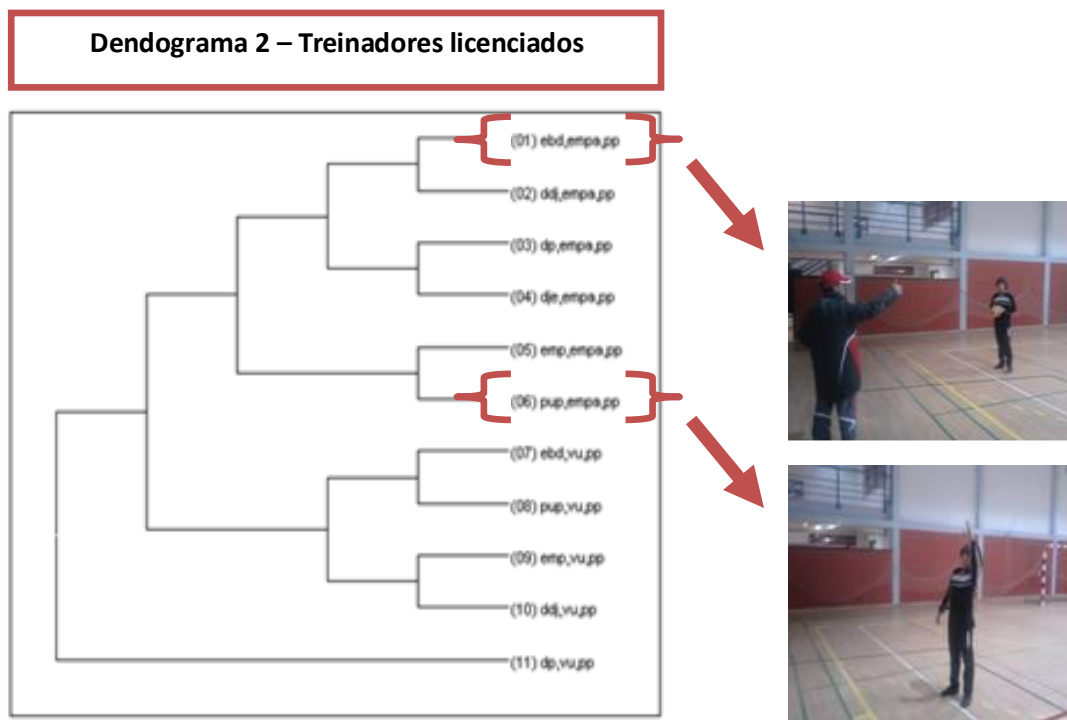 Dendograma 2 – Treinadores licenciados
(01) ebd,empa,pp
(02) ddj,empa,pp
(03) dp,empa,pp
(04) dje,empa,pp
(05) emp,empa,pp
(06) pup,empa,pp
(07) ebd,vu,pp
(08) pup,vu,pp
(09) emp,vu,pp
(10) ddj,vu,pp
(11) dp,vu,pp